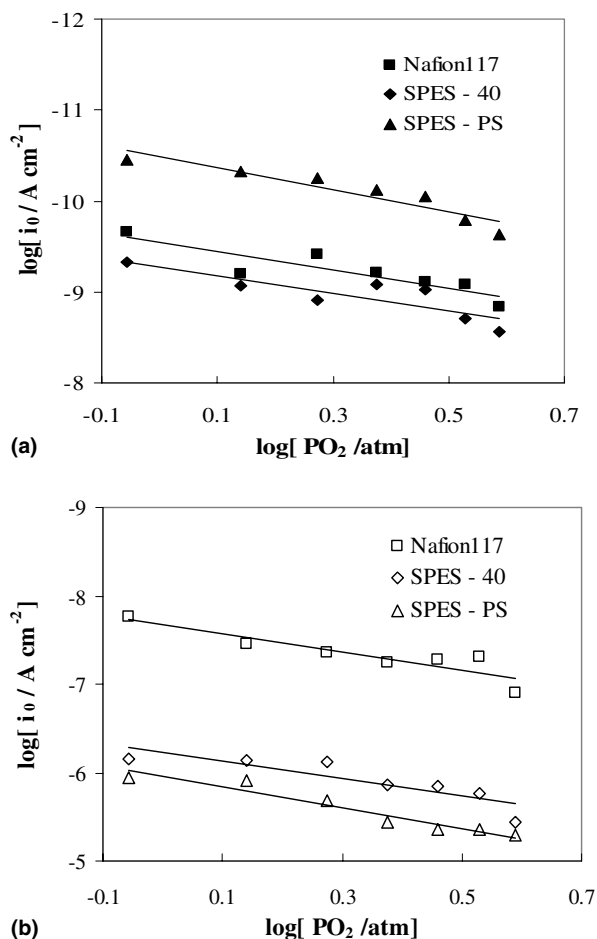 -12
-11
-10
-9
-8
-0.1 0.1 0.3 0.5 0.7
log[ i₀ / A cm⁻²]
Nafion117
SPES - 40
SPES - PS
log[ PO₂ /atm]
(a)
-9
-8
-7
-6
-5
-0.1 0.1 0.3 0.5 0.7
log[ i₀ / A cm⁻²]
Nafion117
SPES - 40
SPES - PS
log[ PO₂ /atm]
(b)